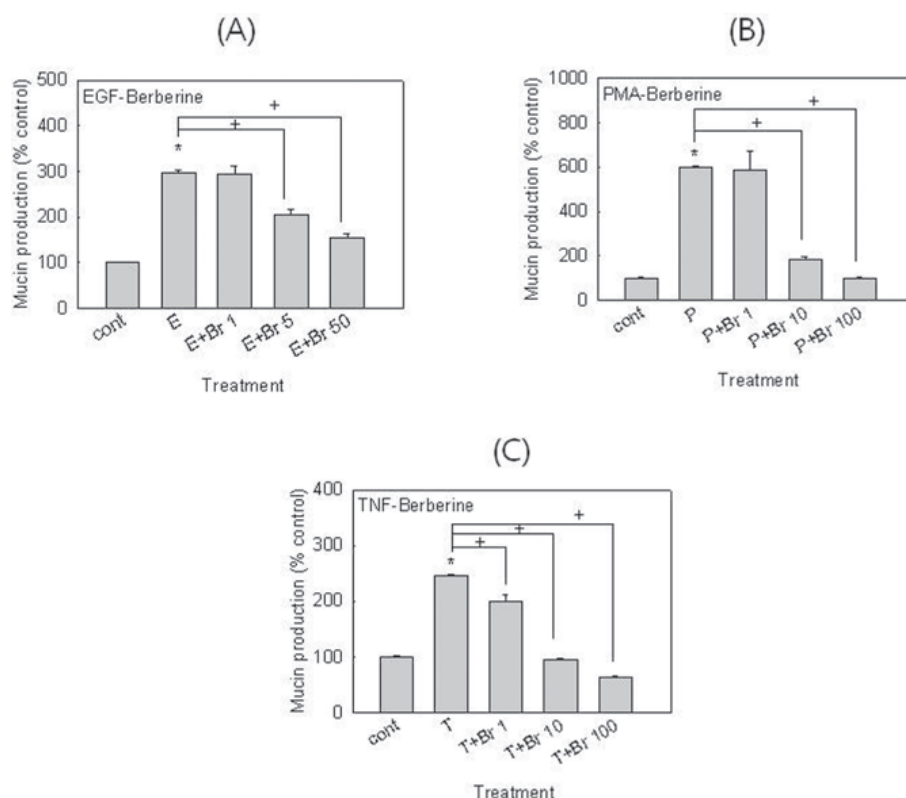 (A)
Mucin production (% control)
500
400
300
200
100
0
EGF-Berberine
+
+
*
cont
E
E+Br 1
E+Br 5
E+Br 50
Treatment
(B)
Mucin production (% control)
1000
800
600
400
200
0
PMA-Berberine
+
+
*
cont
P
P+Br 1
P+Br 10
P+Br 100
Treatment
(C)
Mucin production (% control)
400
300
200
100
0
TNF-Berberine
+
+
+
*
cont
T
T+Br 1
T+Br 10
T+Br 100
Treatment